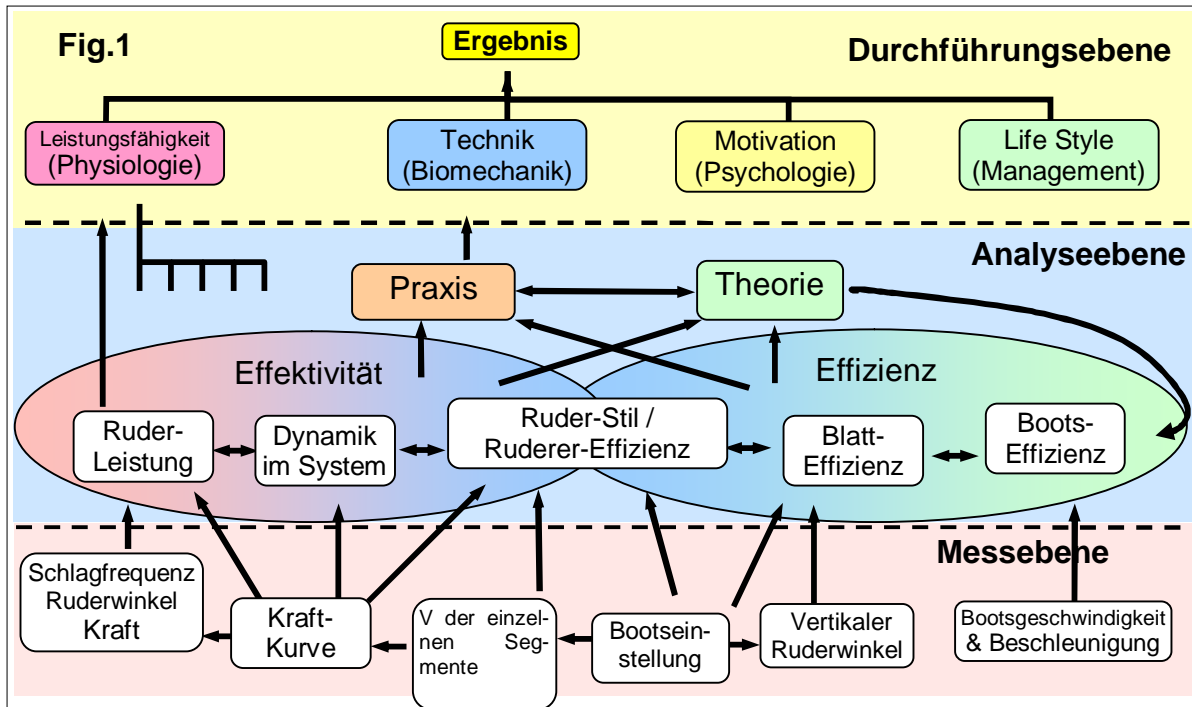 Fig.1
Ergebnis
Durchführungsebene
Leistungsfähigkeit
(Physiologie)
Technik
(Biomechanik)
Motivation
(Psychologie)
Life Style
(Management)
Analyseebene
Praxis
Theorie
Effektivität
Effizienz
Ruder-
Leistung
Dynamik
im System
Ruder-Stil /
Ruderer-Effizienz
Blatt-
Effizienz
Boots-
Effizienz
Messebene
Schlagfrequenz
Ruderwinkel
Kraft
Kraft-
Kurve
V der einzel-
nen Seg-
mente
Bootsein-
stellung
Vertikaler
Ruderwinkel
Bootsgeschwindigkeit
& Beschleunigung